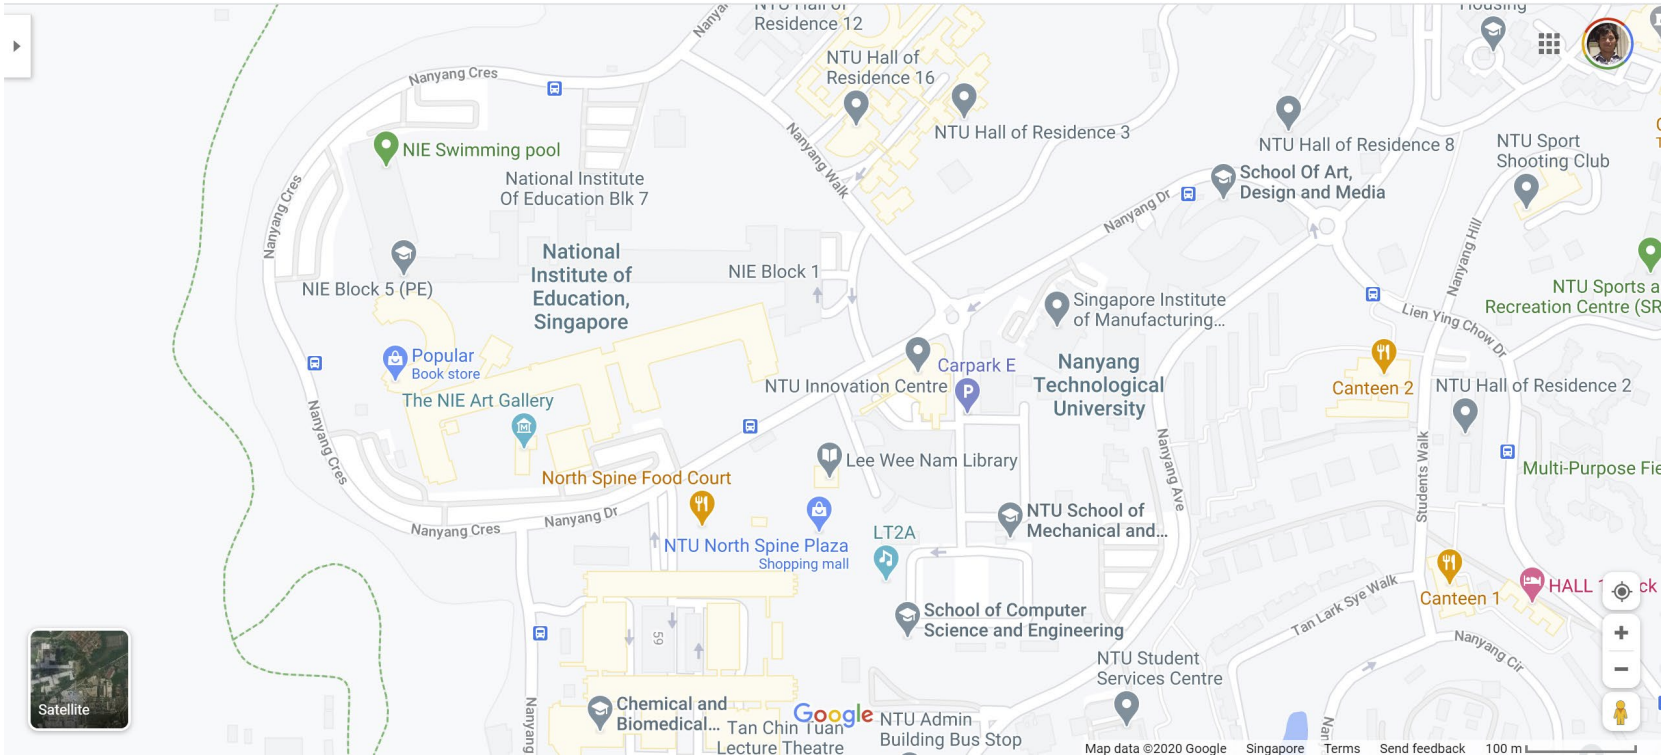 NTU Hall of
Residence 12
Housing
Nanya
NTU Hall of
Residence 16
Nanyang Cres
NTU Hall of Residence 3
NTU Hall of Residence 8
NTU Sport
Shooting Club
NIE Swimming pool
Nanyang Walk
National Institute
Of Education Blk 7
School Of Art,
Design and Media
Nanyang Cres
Nanyang Dr
Nanyang Hill
National
Institute of
Education,
Singapore
NIE Block 1
NIE Block 5 (PE)
NTU Sports a
Recreation Centre (SR
Singapore Institute
of Manufacturing...
Lien Ying Chow Dr
Popular
Book store
Carpark E
P
Nanyang
Technological
University
NTU Innovation Centre
Canteen 2
NTU Hall of Residence 2
The NIE Art Gallery
M
Nanyang Cres
Nanyang Ave
Students Walk
Lee Wee Nam Library
Multi-Purpose Fie
North Spine Food Court
Nanyang Cres
Nanyang Dr
NTU School of
Mechanical and...
NTU North Spine Plaza
Shopping mall
LT2A
Canteen 1
HALL 1
ck
Tan Lark Sye Walk
School of Computer
Science and Engineering
59
Nanyang Cir
NTU Student
Services Centre
Satellite
Nanyang
Chemical and
Biomedical...
Tan Chin Tuan
Lecture Theatre
Google
NTU Admin
Building Bus Stop
Nan
Map data ©2020 Google
Singapore
Terms
Send feedback
100 m